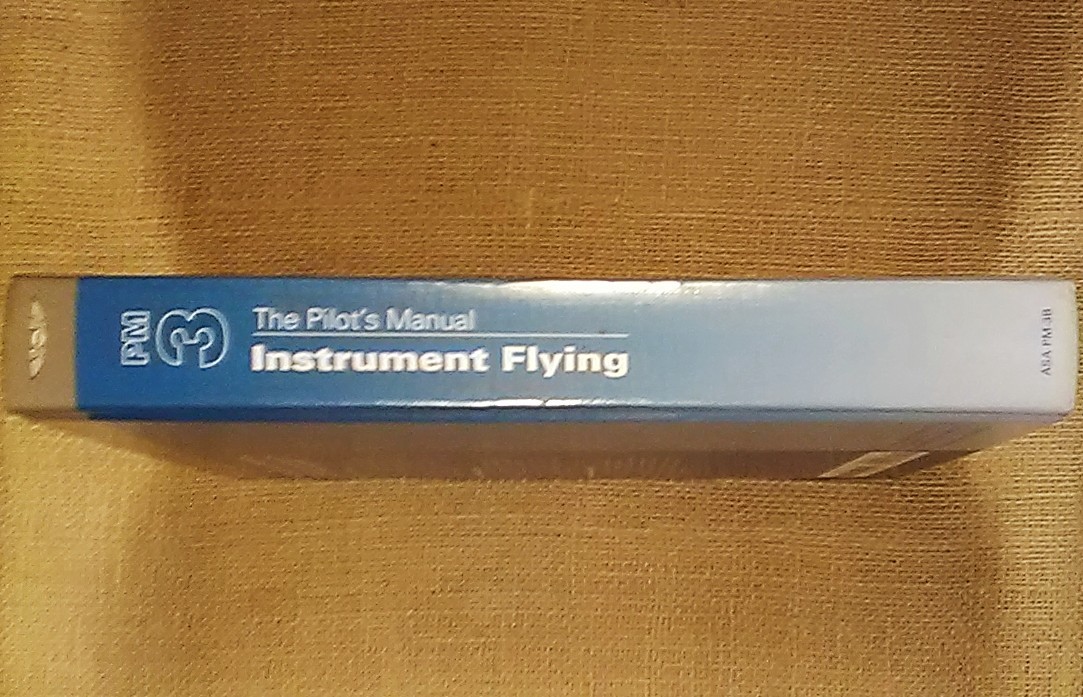 PM
3
The Pilot's Manual
Instrument Flying
ASA PM 3B